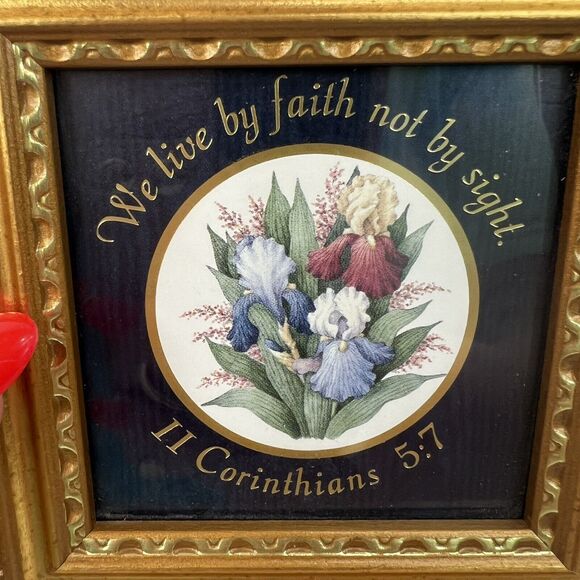 We live by faith not by sight.
II Corinthians 5:7